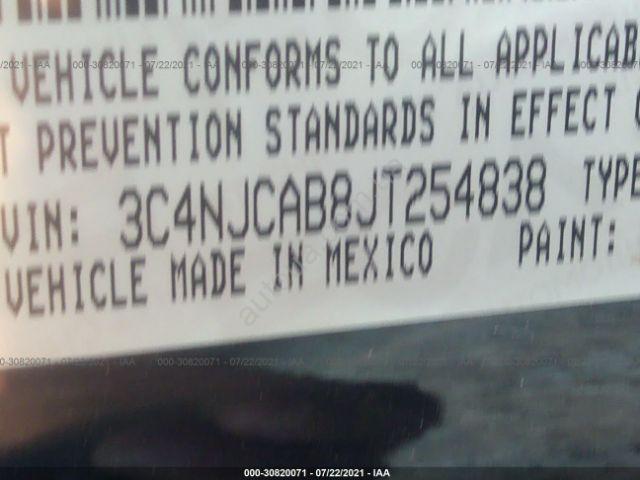 VEHICLE CONFORMS TO ALL APPLICAB
T PREVENTION STANDARDS IN EFFECT
VIN: 3C4NJCAB8JT254838 TYPE
VEHICLE MADE IN MEXICO PAINT:
000-30820071 - 07/22/2021 - IAA